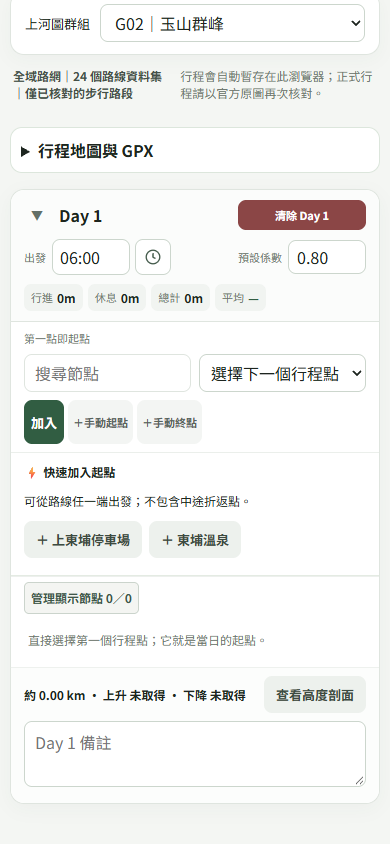 上河圖群組 G02｜玉山群峰
全域路網｜24 個路線資料集
｜僅已核對的步行路段
行程會自動暫存在此瀏覽器；正式行
程請以官方原圖再次核對。
▶ 行程地圖與 GPX
▼ Day 1 清除 Day 1
出發 06:00 預設係數 0.80
行進 0m 休息 0m 總計 0m 平均 —
第一點即起點
搜尋節點 選擇下一個行程點
加入 ＋手動起點 ＋手動終點
快速加入起點
可從路線任一端出發；不包含中途折返點。
＋ 上東埔停車場 ＋ 東埔溫泉
管理顯示節點 0／0
直接選擇第一個行程點；它就是當日的起點。
約 0.00 km • 上升 未取得 • 下降 未取得 查看高度剖面
Day 1 備註